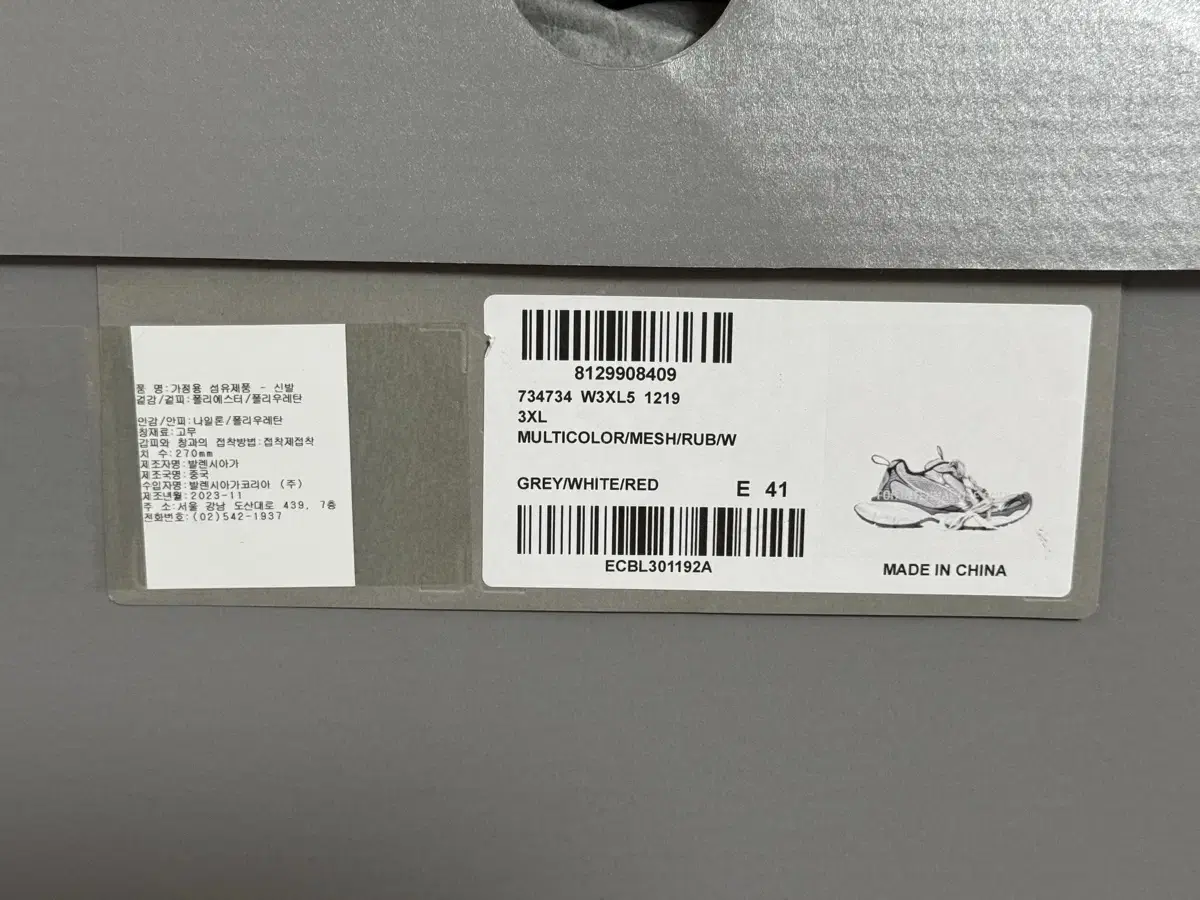 품 명:가정용 섬유제품 - 신발
겉감/겉피:폴리에스터/폴리우레탄
안감/안피:나일론/폴리우레탄
창재료:고무
갑피와 창과의 접착방법:접착제접착
치 수:270mm
제조자명:발렌시아가
제조국명:중국
수입자명:발렌시아가코리아 (주)
제조년월:2023-11
주 소:서울 강남 도산대로 439, 7층
전화번호:(02)542-1937
8129908409
734734 W3XL5 1219
3XL
MULTICOLOR/MESH/RUB/W
GREY/WHITE/RED
E 41
ECBL301192A
MADE IN CHINA